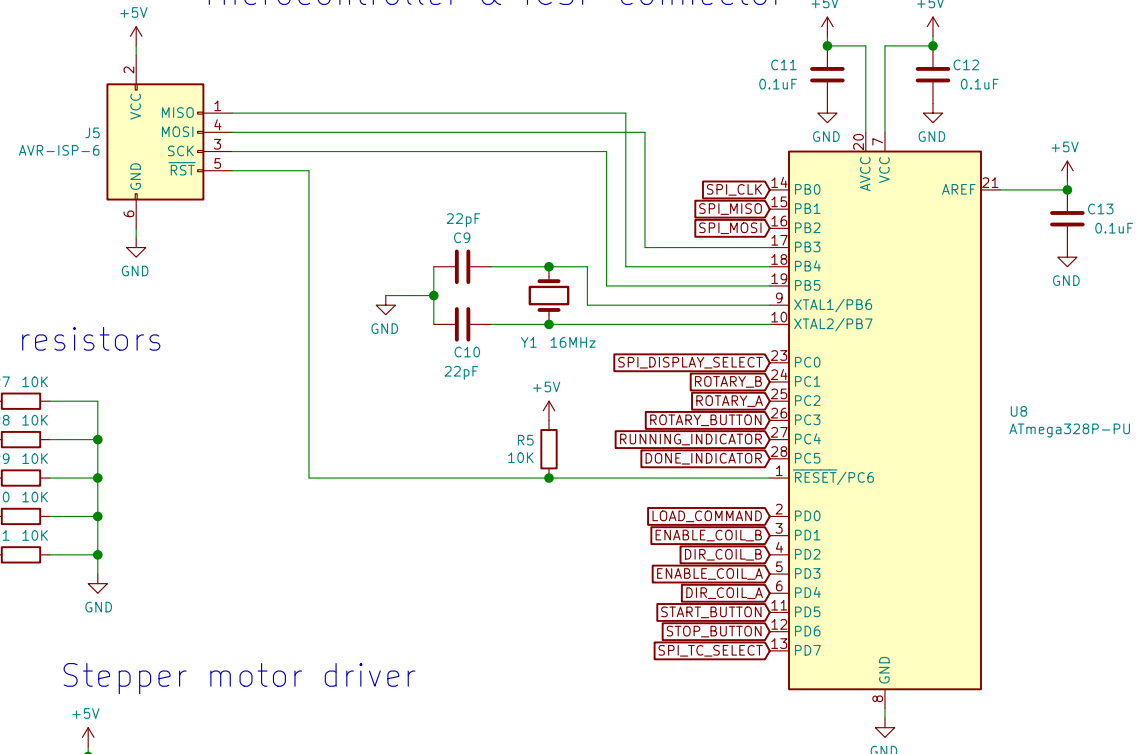 microcontroller & ICSP connector
+5V
2
VCC
MISO 1
MOSI 4
SCK 3
RST 5
GND
6
J5
AVR-ISP-6
GND
+5V
+5V
C11
0.1uF
GND
C12
0.1uF
GND
20
7
AVCC
VCC
+5V
AREF 21
C13
0.1uF
GND
SPI_CLK 14 PB0
SPI_MISO 15 PB1
SPI_MOSI 16 PB2
17 PB3
18 PB4
19 PB5
9 XTAL1/PB6
10 XTAL2/PB7
22pF
C9
GND
C10
22pF
Y1 16MHz
SPI_DISPLAY_SELECT 23 PC0
ROTARY_B 24 PC1
ROTARY_A 25 PC2
ROTARY_BUTTON 26 PC3
RUNNING_INDICATOR 27 PC4
DONE_INDICATOR 28 PC5
1 RESET/PC6
+5V
R5
10K
U8
ATmega328P-PU
LOAD_COMMAND 2 PD0
ENABLE_COIL_B 3 PD1
DIR_COIL_B 4 PD2
ENABLE_COIL_A 5 PD3
DIR_COIL_A 6 PD4
START_BUTTON 11 PD5
STOP_BUTTON 12 PD6
SPI_TC_SELECT 13 PD7
GND
8
GND
resistors
7 10K
8 10K
9 10K
0 10K
1 10K
GND
Stepper motor driver
+5V